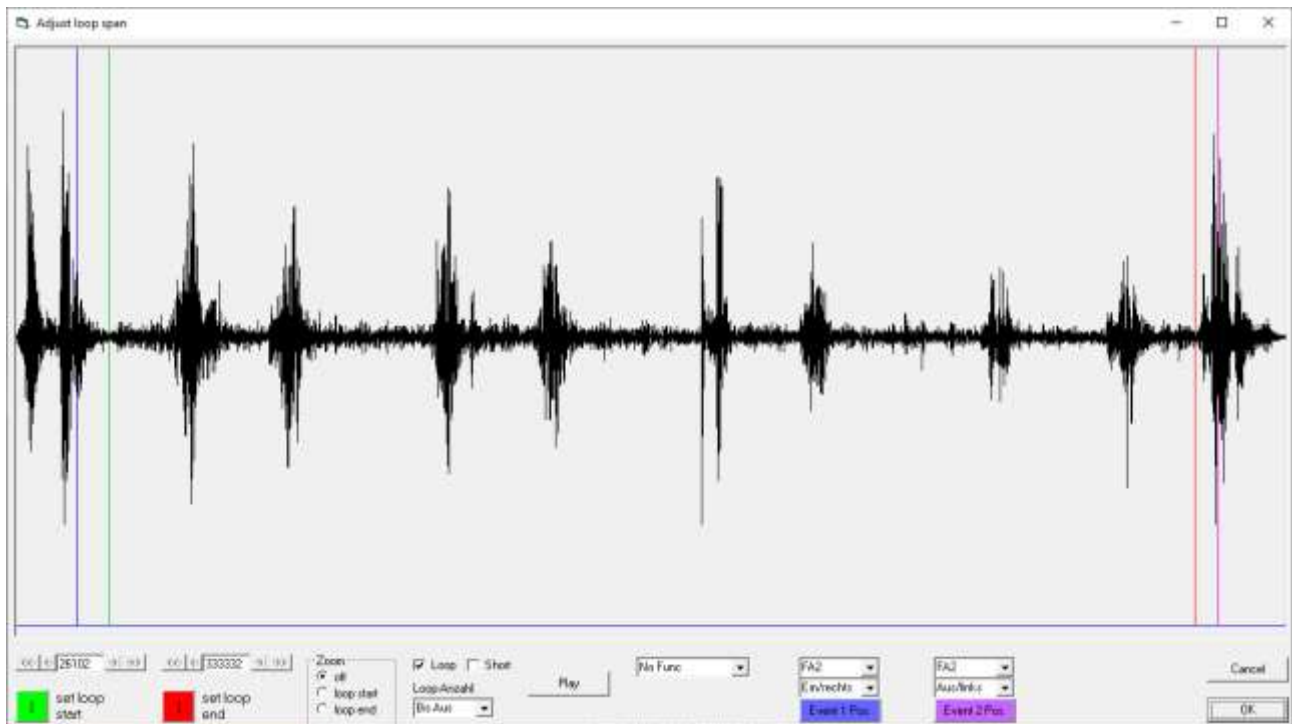 Adjust loop span
<< < 26102 > >>
<< < 333332 > >>
Zoom
off
loop start
loop end
Loop
Short
Loop-Anzahl
Bis Aus
Play
No Func
FA2
Ein/rechts
Event 1 Pos
FA2
Aus/links
Event 2 Pos
Cancel
OK
set loop
start
set loop
end